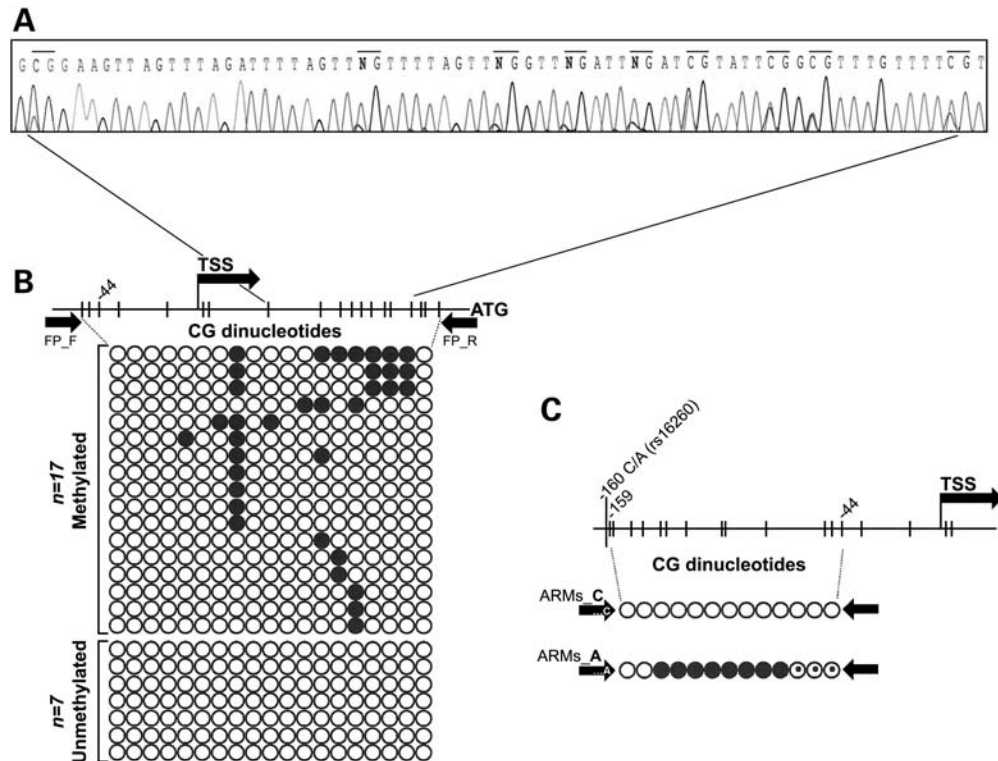 A
G C G G A A G T T A G T T T A G A T T T T A G T T N G T T T T A G T T N G G T T N G A T T N G A T C G T A T T C G G C G T T T G T T T T C G T
B
TSS
-44
ATG
FP_F
CG dinucleotides
FP_R
n=17
Methylated
n=7
Unmethylated
C
-160 C/A (rs16260)
-159
-44
TSS
CG dinucleotides
ARMs_C
...C
ARMs_A
...A